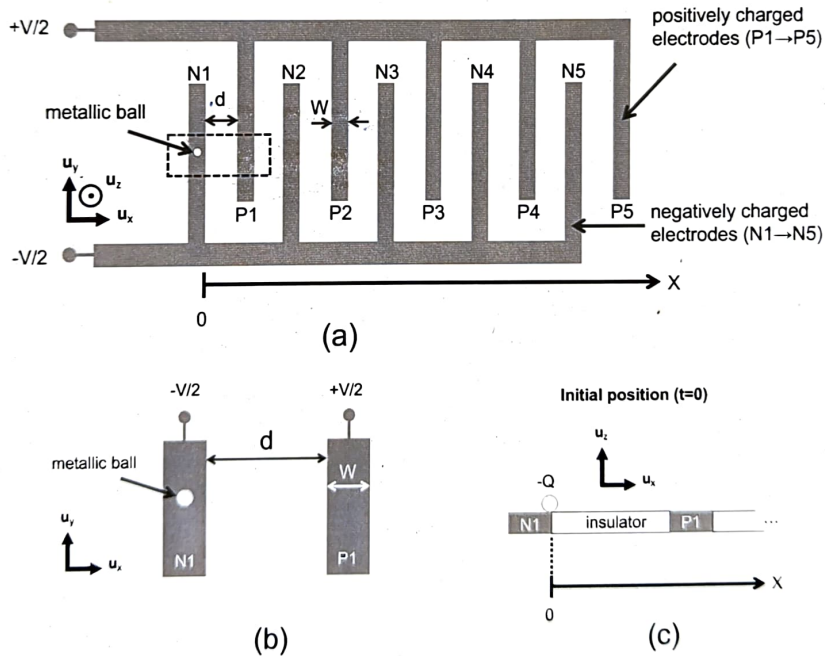 +V/2
positively charged
electrodes (P1→P5)
N1
N2
N3
N4
N5
metallic ball
d
W
u_y
u_z
u_x
P1
P2
P3
P4
P5
negatively charged
electrodes (N1→N5)
-V/2
X
0
(a)
-V/2
+V/2
d
metallic ball
W
u_y
u_x
N1
P1
(b)
Initial position (t=0)
u_z
u_x
-Q
N1
insulator
P1
...
X
0
(c)